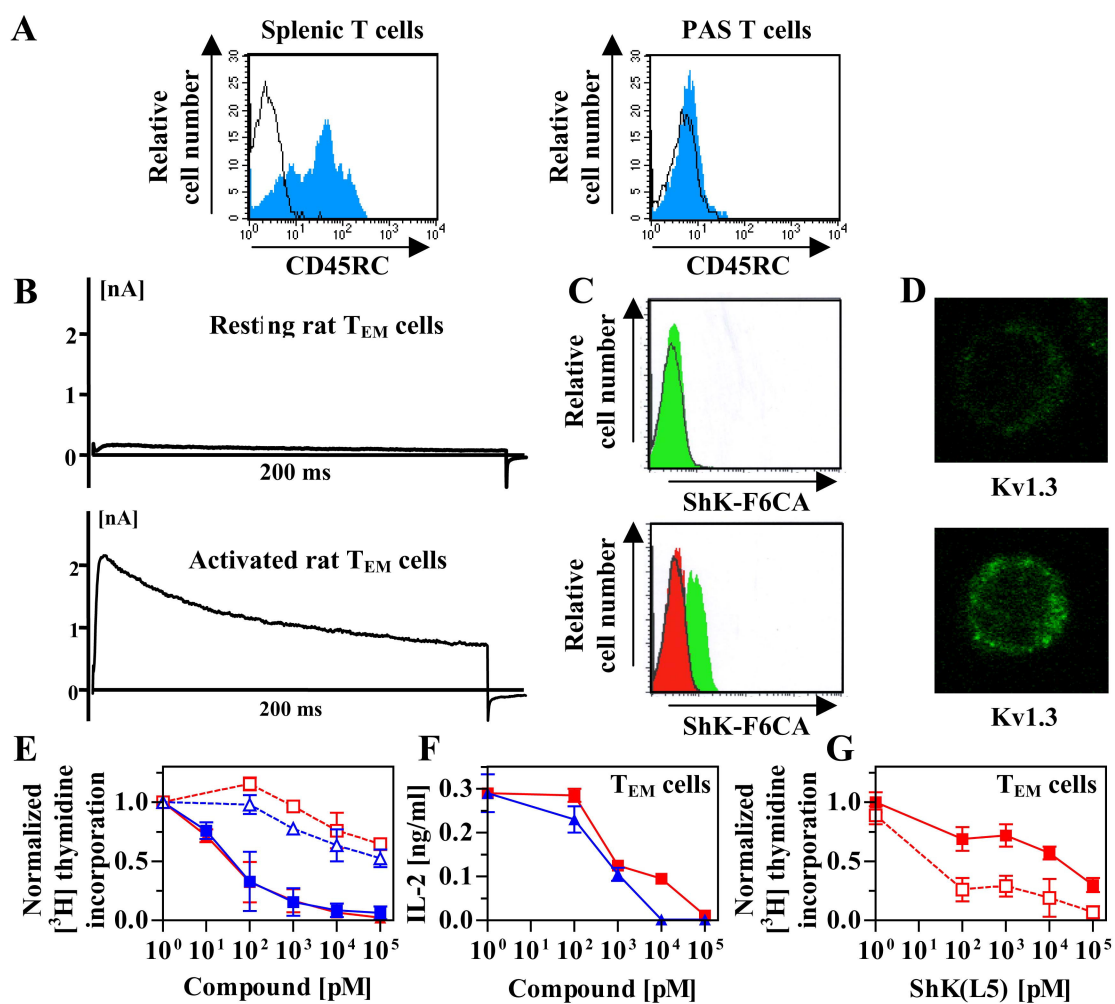 A
Splenic T cells
PAS T cells
Relative cell number
30
25
20
15
10
5
0
10⁰ 10¹ 10² 10³ 10⁴
CD45RC
Relative cell number
30
25
20
15
10
5
0
10⁰ 10¹ 10² 10³ 10⁴
CD45RC
B
[nA]
Resting rat TEM cells
2
1
0
200 ms
[nA]
Activated rat TEM cells
2
1
0
200 ms
C
Relative cell number
ShK-F6CA
Relative cell number
ShK-F6CA
D
Kv1.3
Kv1.3
E
Normalized [³H] thymidine incorporation
1.0
0.5
0.0
10⁰ 10¹ 10² 10³ 10⁴ 10⁵
Compound [pM]
F
TEM cells
IL-2 [ng/ml]
0.3
0.2
0.1
0.0
10⁰ 10¹ 10² 10³ 10⁴ 10⁵
Compound [pM]
G
TEM cells
Normalized [³H] thymidine incorporation
1.0
0.5
0.0
10⁰ 10¹ 10² 10³ 10⁴ 10⁵
ShK(L5) [pM]